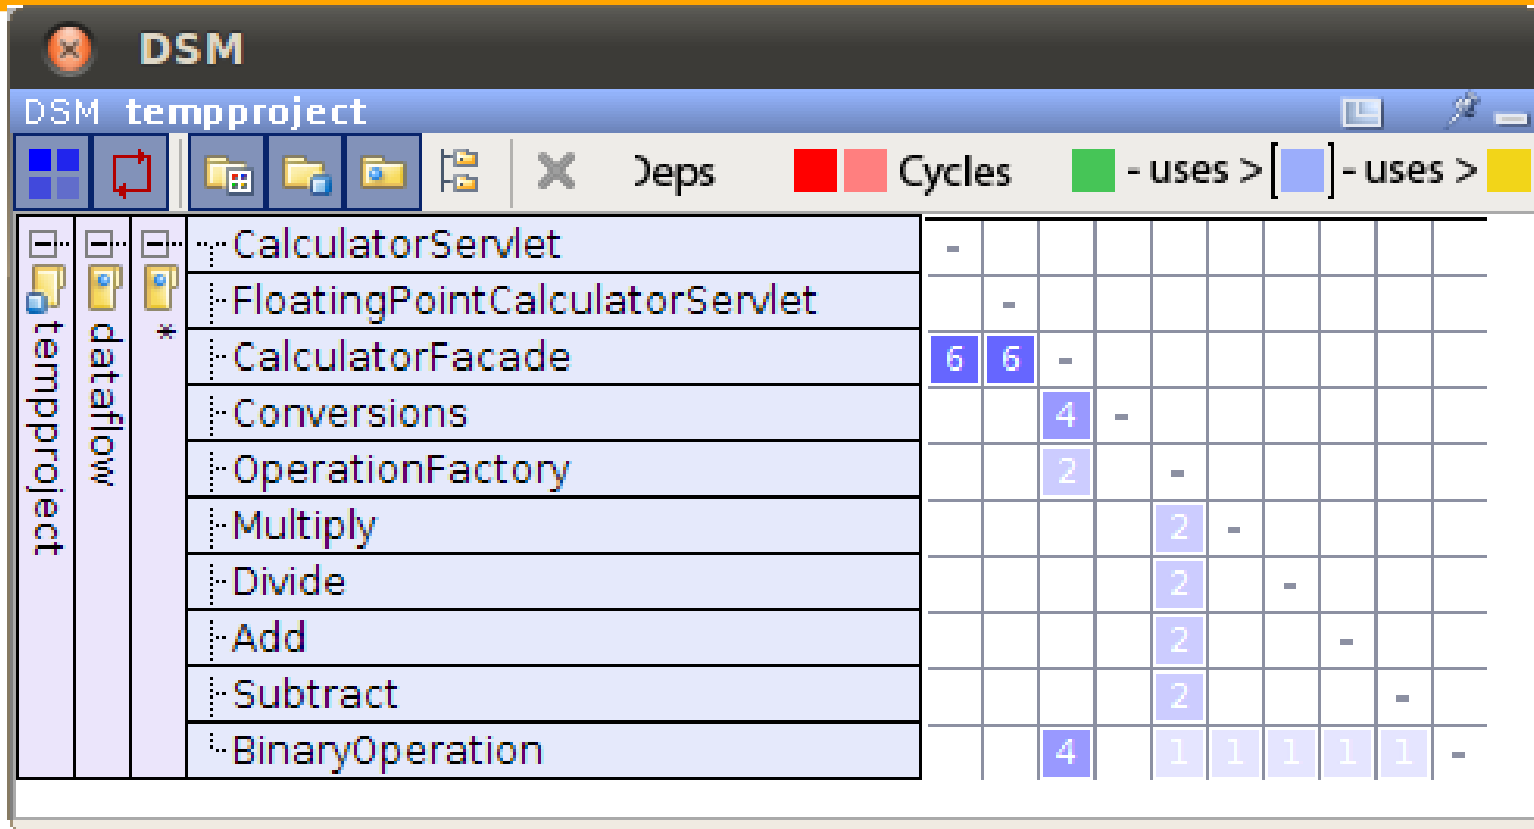 DSM
DSM tempproject
Deps Cycles - uses > [ ] - uses >
tempproject
dataflow
*
CalculatorServlet -
FloatingPointCalculatorServlet -
CalculatorFacade 6 6 -
Conversions 4 -
OperationFactory 2 -
Multiply 2 -
Divide 2 -
Add 2 -
Subtract 2 -
BinaryOperation 4 1 1 1 1 1 -